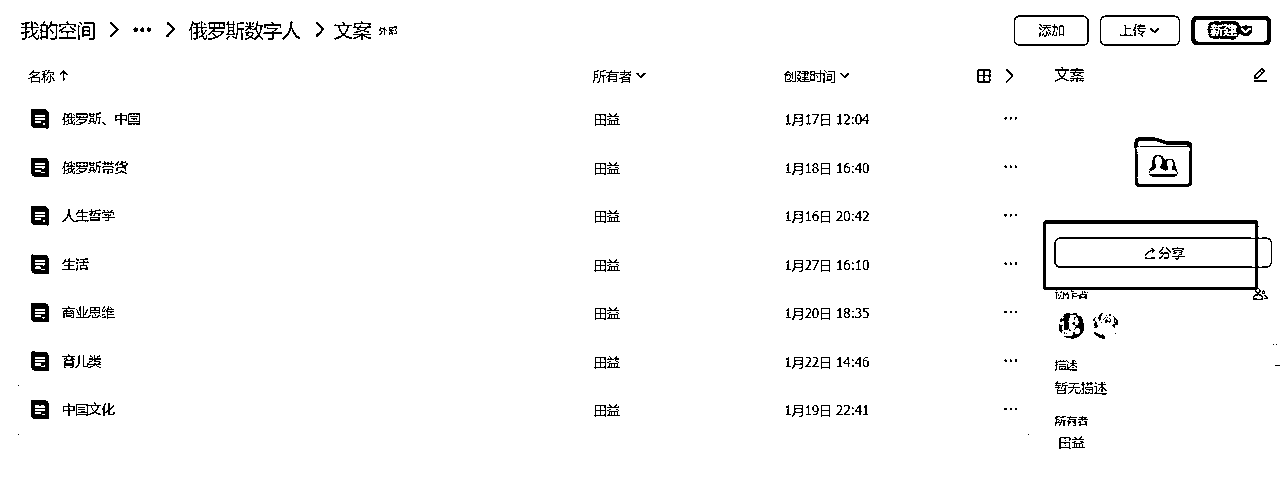 我的空间 > ··· > 俄罗斯数字人 > 文案 外部
添加 上传 新建
名称↑ 所有者 创建时间 文案
俄罗斯、中国 田益 1月17日 12:04 ···
俄罗斯带货 田益 1月18日 16:40 ···
人生哲学 田益 1月16日 20:42 ···
分享
生活 田益 1月27日 16:10 ···
协作者
商业思维 田益 1月20日 18:35 ···
育儿类 田益 1月22日 14:46 ···
描述
暂无描述
中国文化 田益 1月19日 22:41 ···
所有者
田益